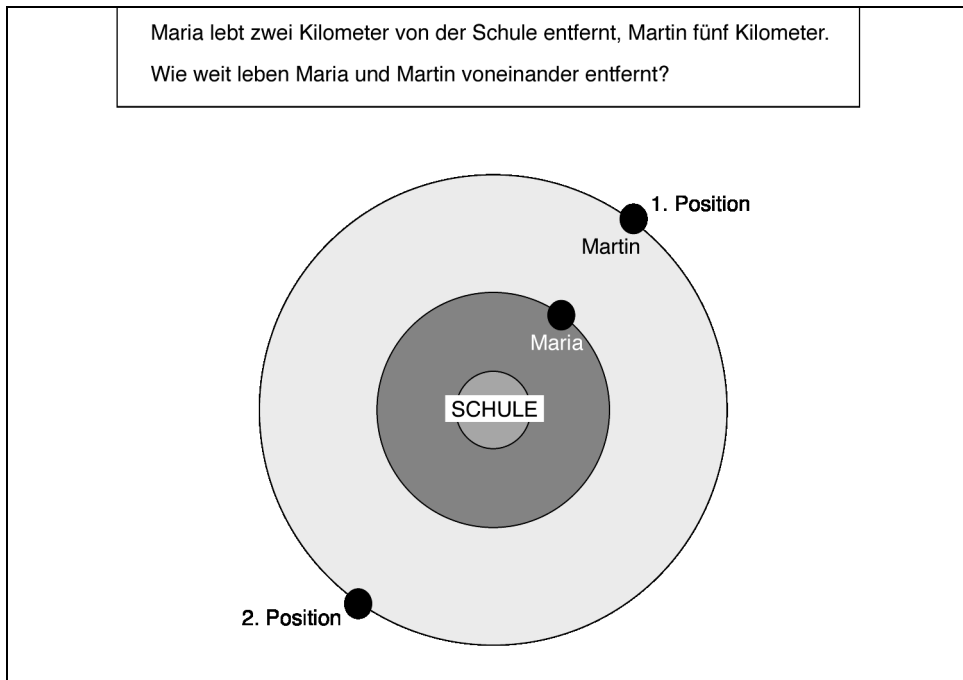 Maria lebt zwei Kilometer von der Schule entfernt, Martin fünf Kilometer.
Wie weit leben Maria und Martin voneinander entfernt?
1. Position
Martin
Maria
SCHULE
2. Position